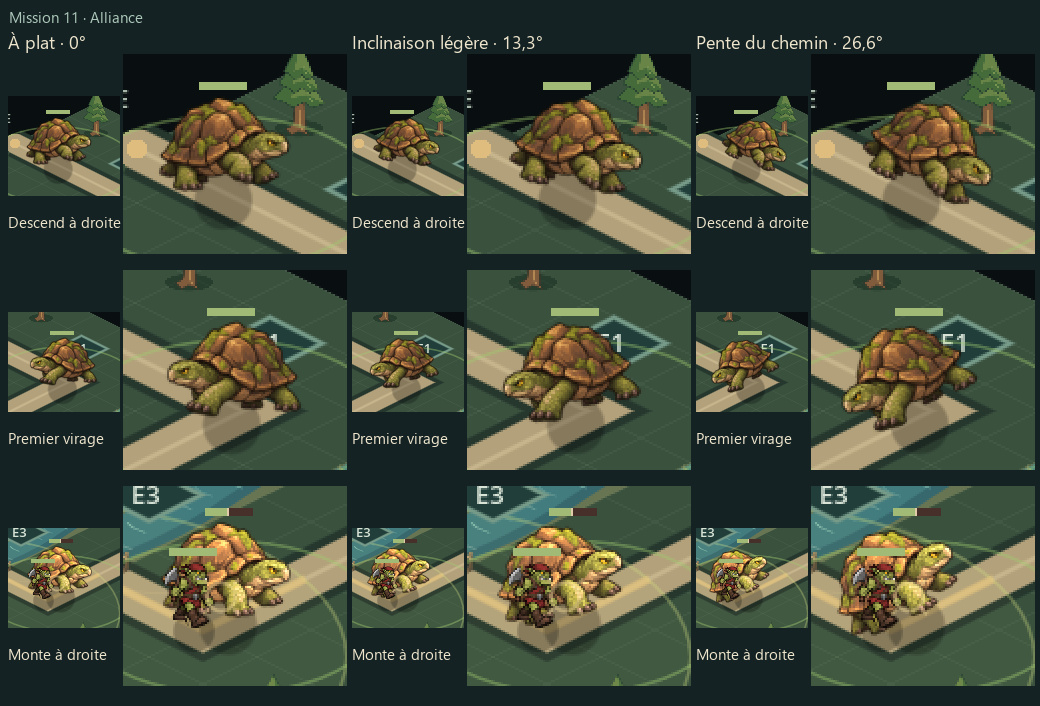 Mission 11 · Alliance
À plat · 0°
Inclinaison légère · 13,3°
Pente du chemin · 26,6°
Descend à droite
Descend à droite
Descend à droite
E1
E1
Premier virage
Premier virage
Premier virage
E3
E3
E3
E3
E3
E3
Monte à droite
Monte à droite
Monte à droite